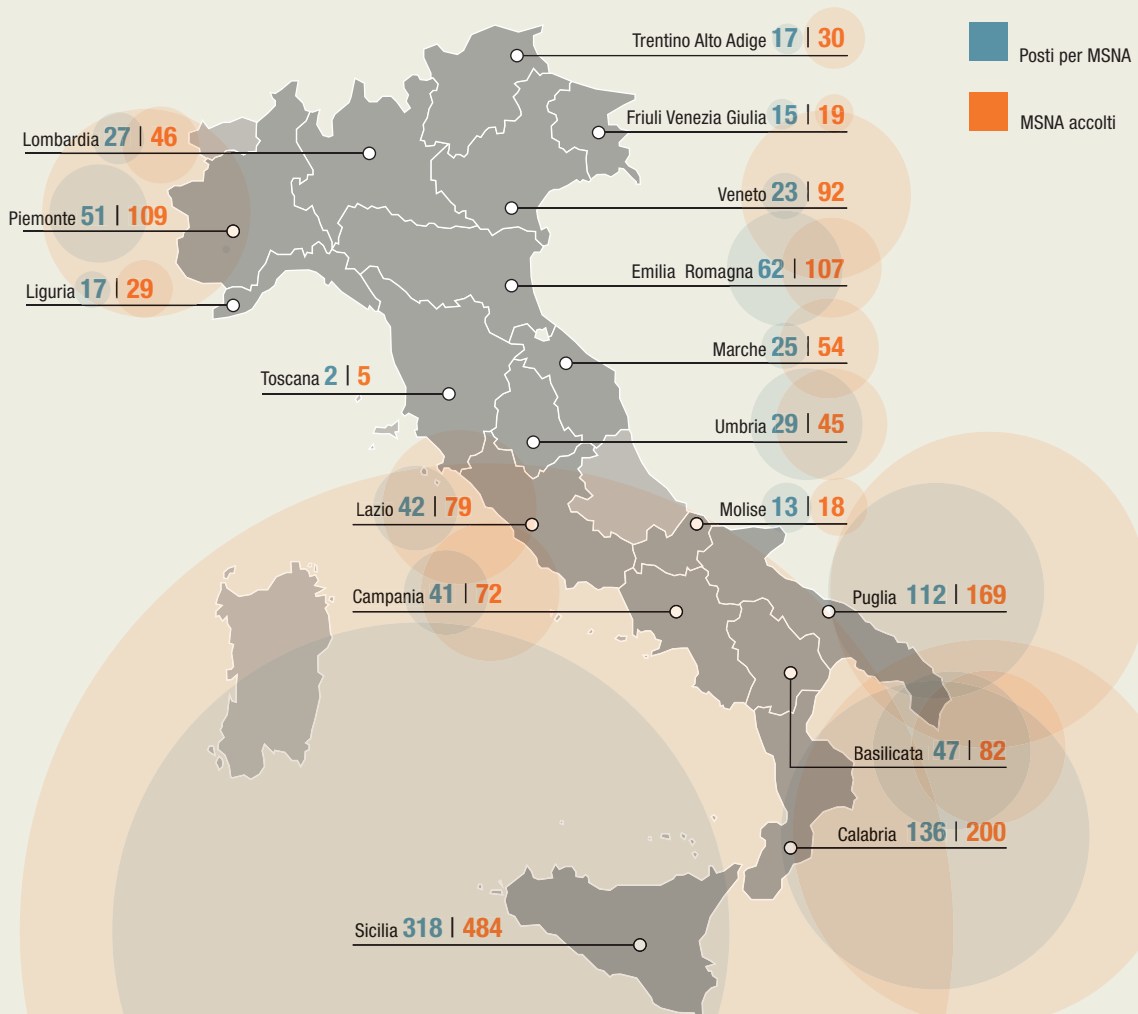 Trentino Alto Adige 17 | 30
Posti per MSNA
Friuli Venezia Giulia 15 | 19
MSNA accolti
Lombardia 27 | 46
Veneto 23 | 92
Piemonte 51 | 109
Emilia Romagna 62 | 107
Liguria 17 | 29
Marche 25 | 54
Toscana 2 | 5
Umbria 29 | 45
Lazio 42 | 79
Molise 13 | 18
Campania 41 | 72
Puglia 112 | 169
Basilicata 47 | 82
Calabria 136 | 200
Sicilia 318 | 484